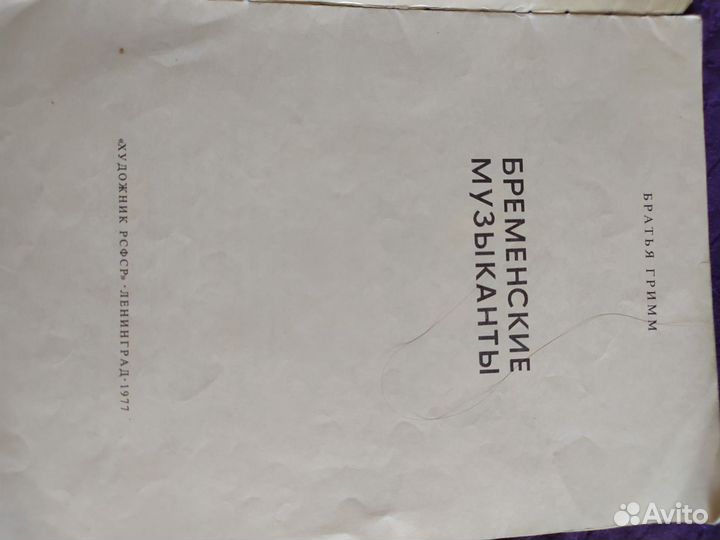 БРАТЬЯ ГРИММ
БРЕМЕНСКИЕ
МУЗЫКАНТЫ
«ХУДОЖНИК РСФСР» · ЛЕНИНГРАД · 1977
Avito